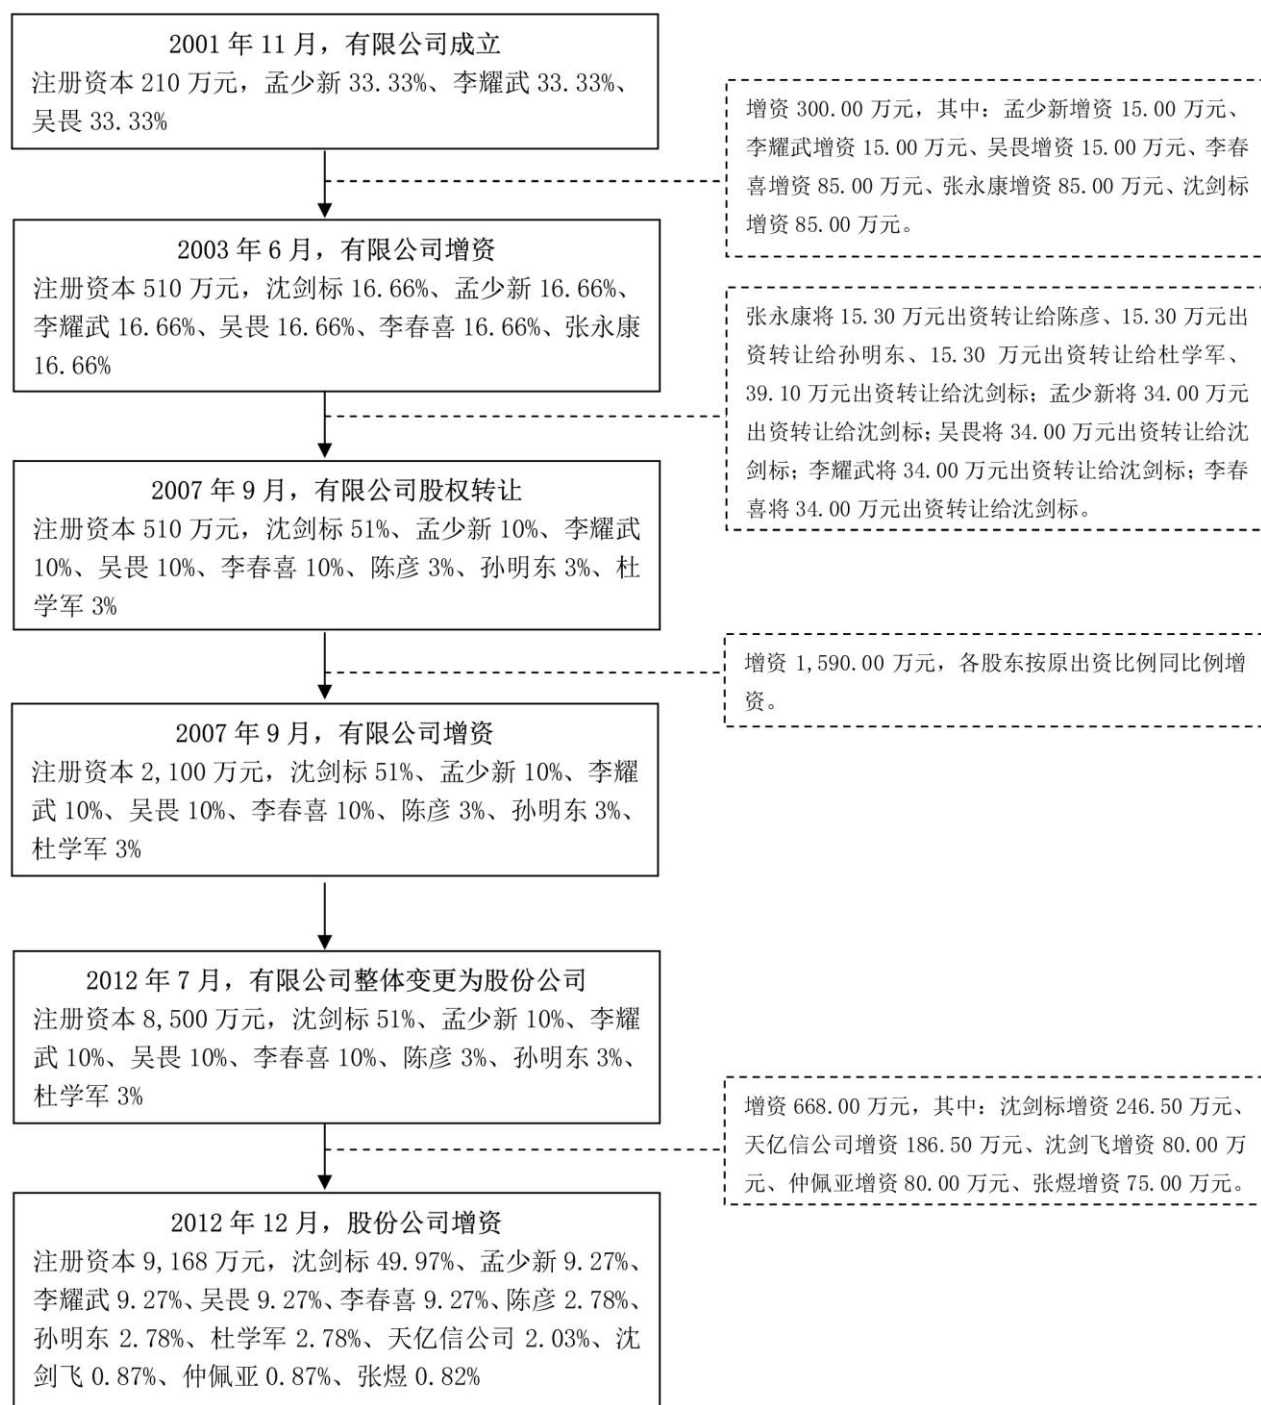 2001 年 11 月，有限公司成立
注册资本 210 万元，孟少新 33.33%、李耀武 33.33%、
吴畏 33.33%
增资 300.00 万元，其中：孟少新增资 15.00 万元、
李耀武增资 15.00 万元、吴畏增资 15.00 万元、李春
喜增资 85.00 万元、张永康增资 85.00 万元、沈剑标
增资 85.00 万元。
2003 年 6 月，有限公司增资
注册资本 510 万元，沈剑标 16.66%、孟少新 16.66%、
李耀武 16.66%、吴畏 16.66%、李春喜 16.66%、张永康
16.66%
张永康将 15.30 万元出资转让给陈彦、15.30 万元出
资转让给孙明东、15.30 万元出资转让给杜学军、
39.10 万元出资转让给沈剑标；孟少新将 34.00 万元
出资转让给沈剑标；吴畏将 34.00 万元出资转让给沈
剑标；李耀武将 34.00 万元出资转让给沈剑标；李春
喜将 34.00 万元出资转让给沈剑标。
2007 年 9 月，有限公司股权转让
注册资本 510 万元，沈剑标 51%、孟少新 10%、李耀武
10%、吴畏 10%、李春喜 10%、陈彦 3%、孙明东 3%、杜
学军 3%
增资 1,590.00 万元，各股东按原出资比例同比例增
资。
2007 年 9 月，有限公司增资
注册资本 2,100 万元，沈剑标 51%、孟少新 10%、李耀
武 10%、吴畏 10%、李春喜 10%、陈彦 3%、孙明东 3%、
杜学军 3%
2012 年 7 月，有限公司整体变更为股份公司
注册资本 8,500 万元，沈剑标 51%、孟少新 10%、李耀
武 10%、吴畏 10%、李春喜 10%、陈彦 3%、孙明东 3%、
杜学军 3%
增资 668.00 万元，其中：沈剑标增资 246.50 万元、
天亿信公司增资 186.50 万元、沈剑飞增资 80.00 万
元、仲佩亚增资 80.00 万元、张煜增资 75.00 万元。
2012 年 12 月，股份公司增资
注册资本 9,168 万元，沈剑标 49.97%、孟少新 9.27%、
李耀武 9.27%、吴畏 9.27%、李春喜 9.27%、陈彦 2.78%、
孙明东 2.78%、杜学军 2.78%、天亿信公司 2.03%、沈
剑飞 0.87%、仲佩亚 0.87%、张煜 0.82%